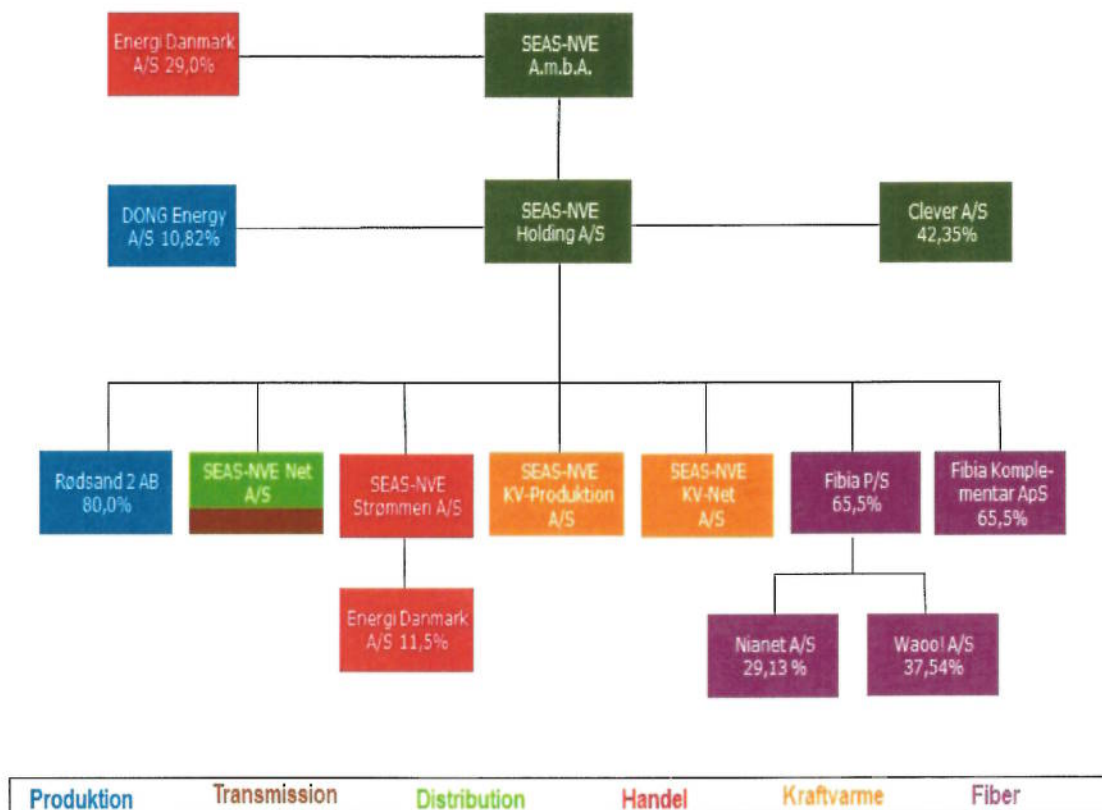 Energi Danmark
A/S 29,0%
SEAS-NVE
A.m.b.A.
DONG Energy
A/S 10,82%
SEAS-NVE
Holding A/S
Clever A/S
42,35%
Rødsand 2 AB
80,0%
SEAS-NVE Net
A/S
SEAS-NVE
Strømmen A/S
SEAS-NVE
KV-Produktion
A/S
SEAS-NVE
KV-Net
A/S
Fibia P/S
65,5%
Fibia Komple-
mentar ApS
65,5%
Energi Danmark
A/S 11,5%
Nianet A/S
29,13 %
Waoo! A/S
37,54%
Produktion Transmission Distribution Handel Kraftvarme Fiber